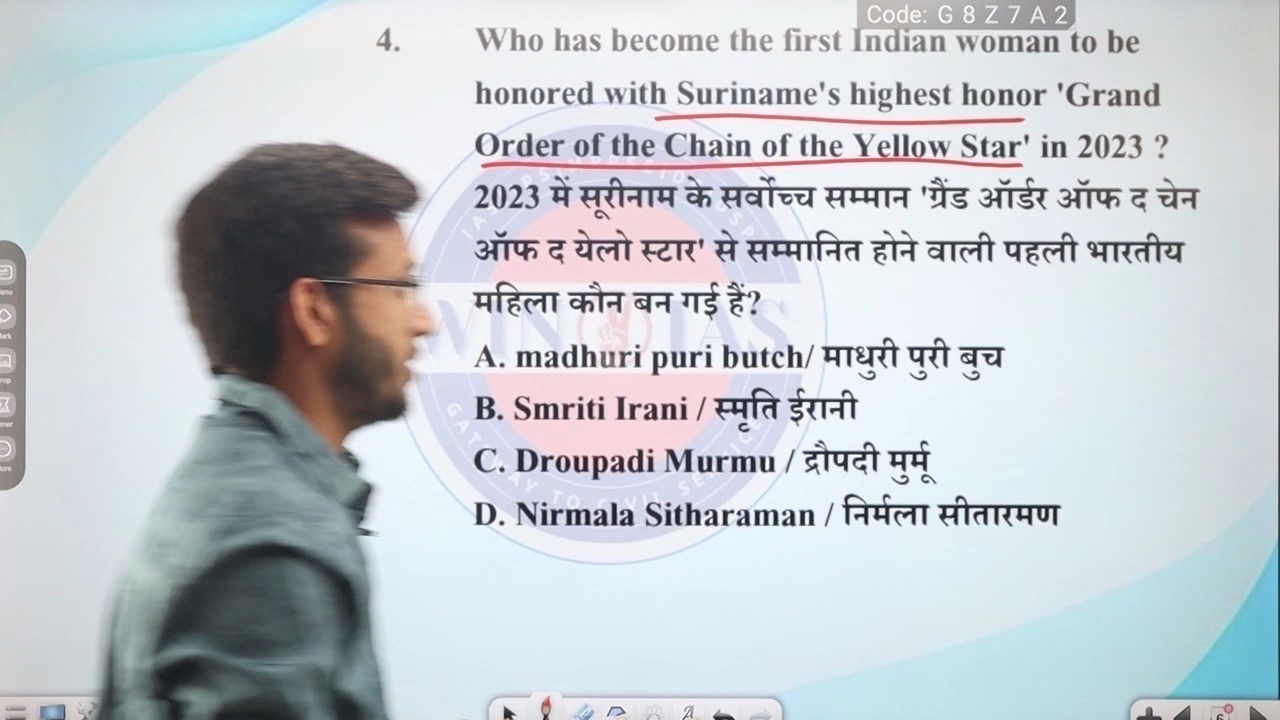 Code: G 8 Z 7 A 2
4. Who has become the first Indian woman to be
honored with Suriname's highest honor 'Grand
Order of the Chain of the Yellow Star' in 2023 ?
2023 में सूरीनाम के सर्वोच्च सम्मान 'ग्रैंड ऑर्डर ऑफ द चेन
ऑफ द येलो स्टार' से सम्मानित होने वाली पहली भारतीय
महिला कौन बन गई हैं?
A. madhuri puri butch/ माधुरी पुरी बुच
B. Smriti Irani / स्मृति ईरानी
C. Droupadi Murmu / द्रौपदी मुर्मू
D. Nirmala Sitharaman / निर्मला सीतारमण